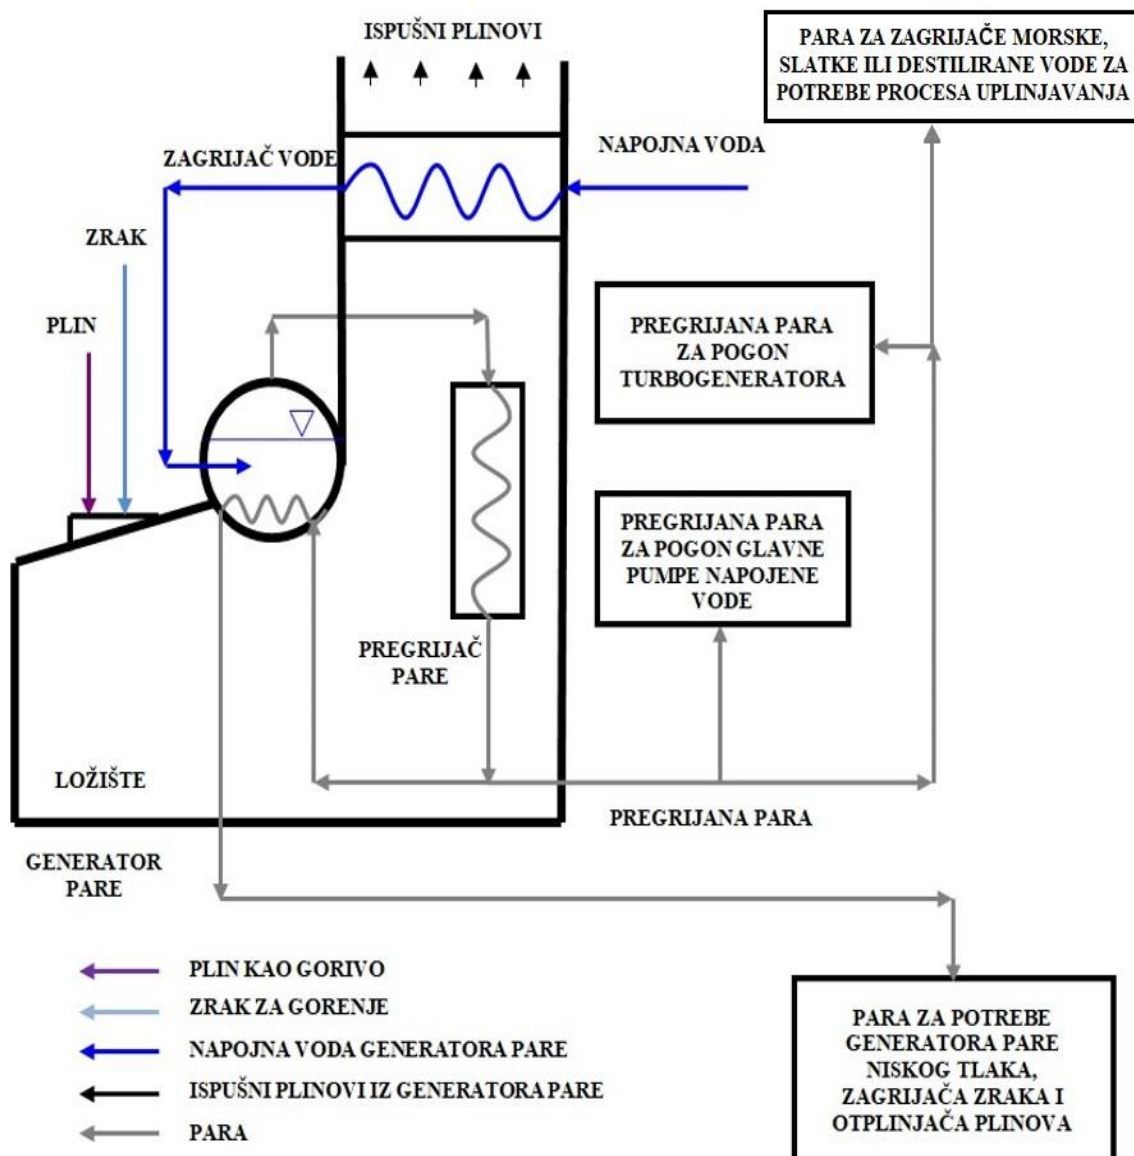 ISPUŠNI PLINOVI
PARA ZA ZAGRIJAČE MORSKE,
SLATKE ILI DESTILIRANE VODE ZA
POTREBE PROCESA UPLINJAVANJA
ZAGRIJAČ VODE
NAPOJNA VODA
ZRAK
PLIN
PREGRIJANA PARA
ZA POGON
TURBOGENERATORA
PREGRIJANA PARA
ZA POGON GLAVNE
PUMPE NAPOJENE
VODE
PREGRIJAČ
PARE
LOŽIŠTE
PREGRIJANA PARA
GENERATOR
PARE
PLIN KAO GORIVO
ZRAK ZA GORENJE
NAPOJNA VODA GENERATORA PARE
ISPUŠNI PLINOVI IZ GENERATORA PARE
PARA
PARA ZA POTREBE
GENERATORA PARE
NISKOG TLAKA,
ZAGRIJAČA ZRAKA I
OTPLINJAČA PLINOVA